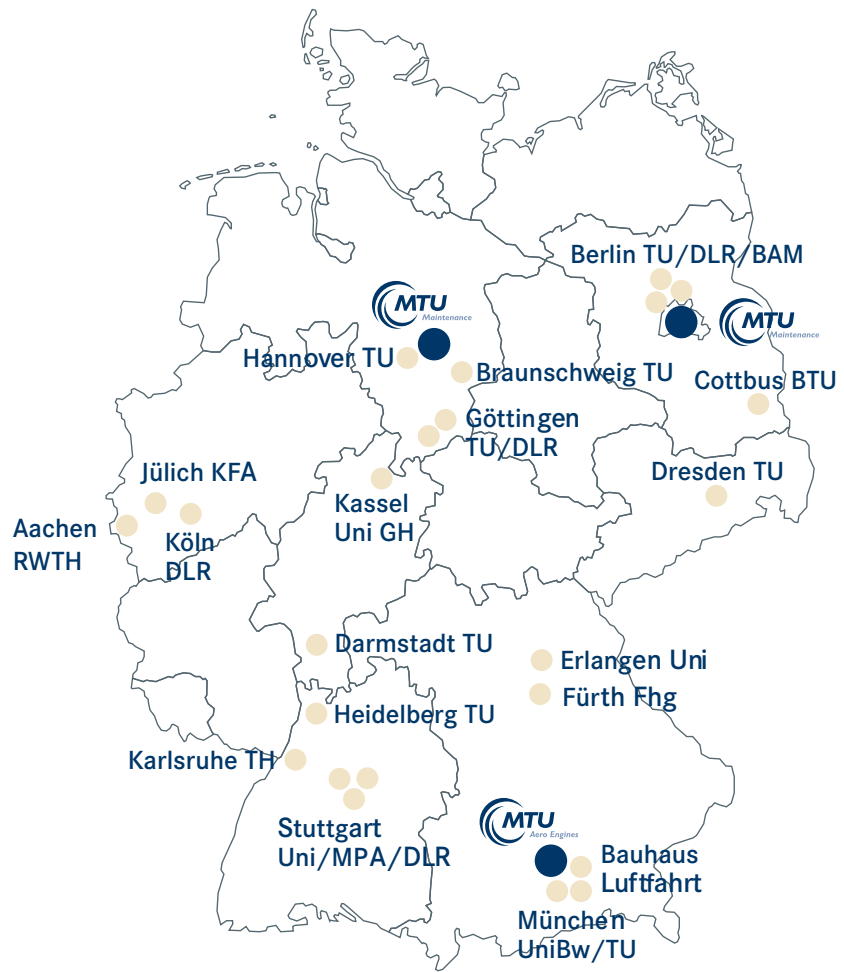 Berlin TU/DLR/BAM
MTU
Maintenance
MTU
Maintenance
Hannover TU
Braunschweig TU
Cottbus BTU
Göttingen
TU/DLR
Jülich KFA
Dresden TU
Kassel
Uni GH
Aachen
RWTH
Köln
DLR
Darmstadt TU
Erlangen Uni
Fürth Fhg
Heidelberg TU
Karlsruhe TH
Stuttgart
Uni/MPA/DLR
MTU
Aero Engines
Bauhaus
Luftfahrt
München
UniBw/TU